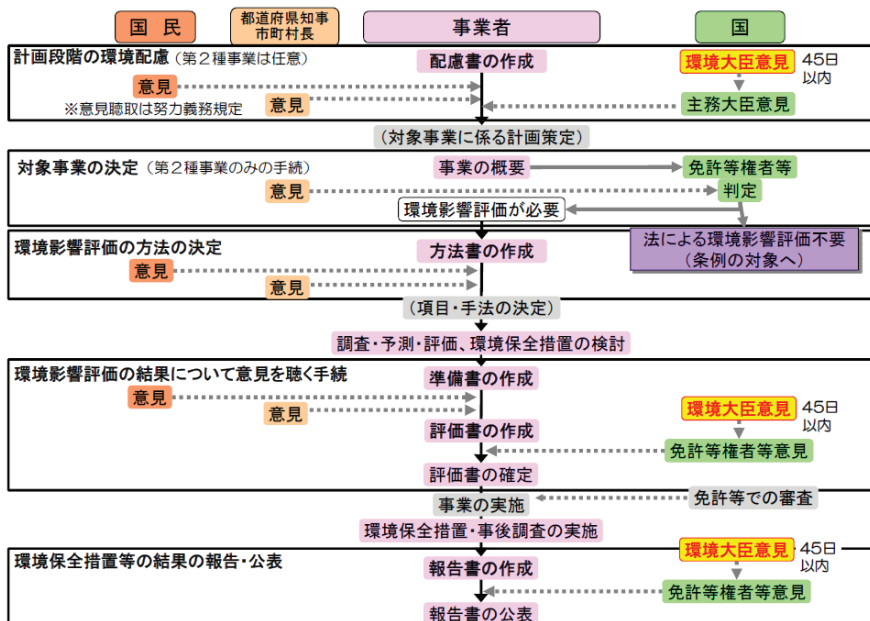 国 民
都道府県知事
市町村長
事業者
国
計画段階の環境配慮 (第2種事業は任意)
配慮書の作成
環境大臣意見
45日
以内
意見
意見
※意見聴取は努力義務規定
主務大臣意見
(対象事業に係る計画策定)
対象事業の決定 (第2種事業のみの手続)
事業の概要
免許等権者等
意見
判定
環境影響評価が必要
環境影響評価の方法の決定
方法書の作成
法による環境影響評価不要
(条例の対象へ)
意見
意見
(項目・手法の決定)
調査・予測・評価、環境保全措置の検討
環境影響評価の結果について意見を聴く手続
準備書の作成
意見
意見
環境大臣意見
45日
以内
評価書の作成
免許等権者等意見
評価書の確定
事業の実施
免許等での審査
環境保全措置・事後調査の実施
環境保全措置等の結果の報告・公表
環境大臣意見
45日
以内
報告書の作成
免許等権者等意見
報告書の公表